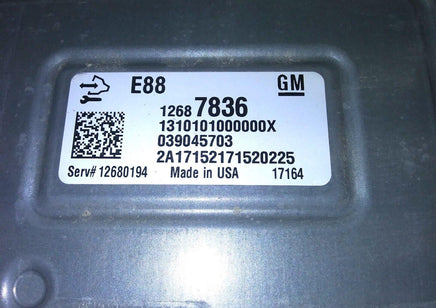 E88 GM
1268 7836
1310101000000X
039045703
2A17152171520225
Serv# 12680194 Made in USA 17164